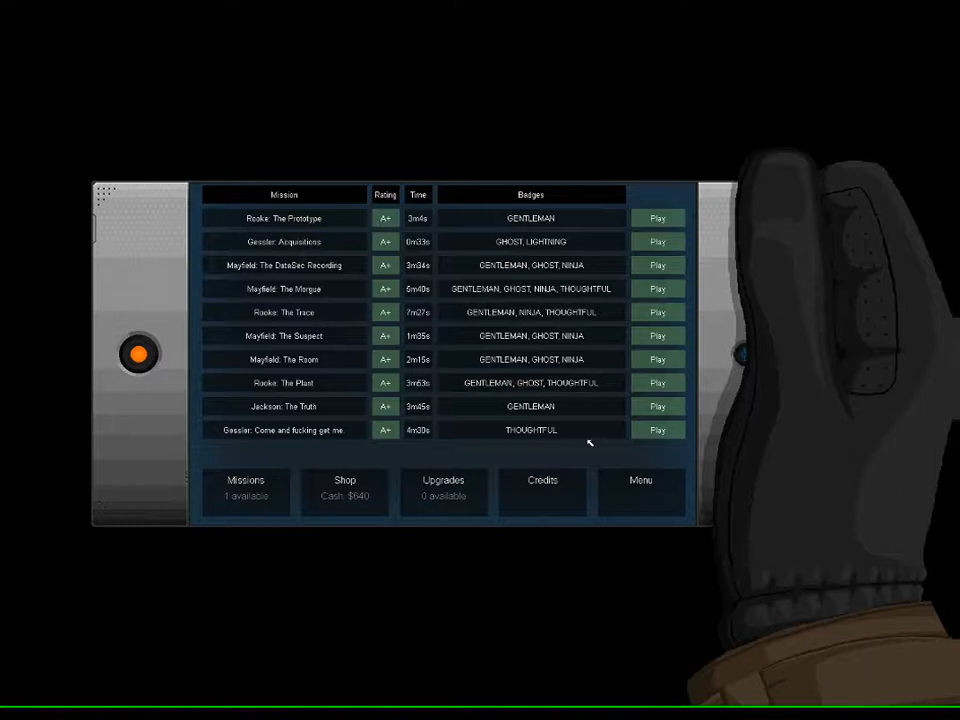 Mission Rating Time Badges
Rooke: The Prototype A+ 3m4s GENTLEMAN Play
Gessler: Acquisitions A+ 0m33s GHOST, LIGHTNING Play
Mayfield: The DataSec Recording A+ 3m34s GENTLEMAN, GHOST, NINJA Play
Mayfield: The Morgue A+ 5m40s GENTLEMAN, GHOST, NINJA, THOUGHTFUL Play
Rooke: The Trace A+ 7m27s GENTLEMAN, NINJA, THOUGHTFUL Play
Mayfield: The Suspect A+ 1m35s GENTLEMAN, GHOST, NINJA Play
Mayfield: The Room A+ 2m15s GENTLEMAN, GHOST, NINJA Play
Rooke: The Plant A+ 3m53s GENTLEMAN, GHOST, THOUGHTFUL Play
Jackson: The Truth A+ 3m45s GENTLEMAN Play
Gessler: Come and fucking get me. A+ 4m30s THOUGHTFUL Play
Missions Shop Upgrades Credits Menu
1 available Cash: $640 0 available